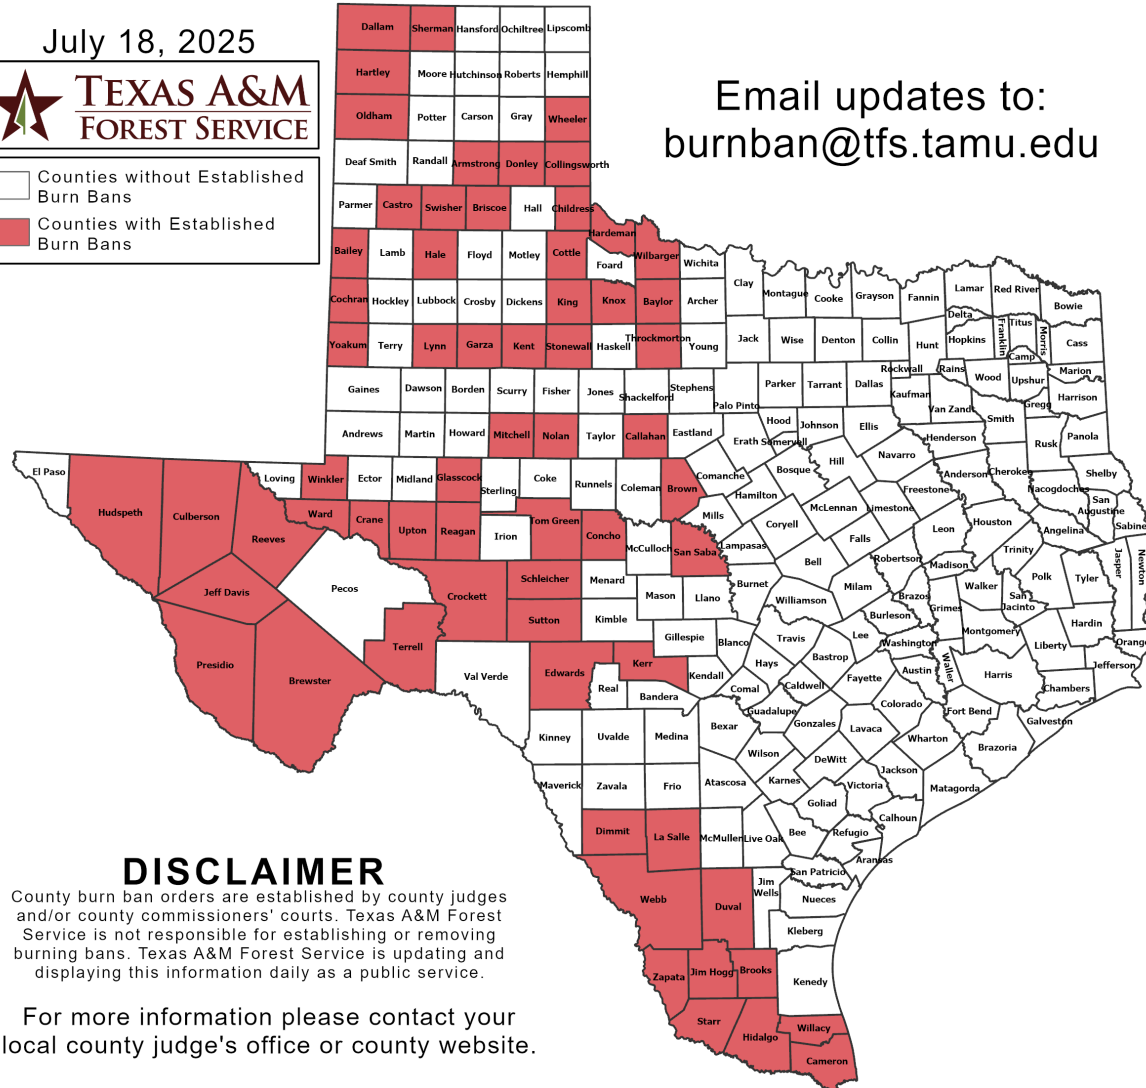 July 18, 2025
TEXAS A&M
FOREST SERVICE
Counties without Established
Burn Bans
Counties with Established
Burn Bans
Email updates to:
burnban@tfs.tamu.edu
Dallam Sherman Hansford Ochiltree Lipscomb
Hartley Moore Hutchinson Roberts Hemphill
Oldham Potter Carson Gray Wheeler
Deaf Smith Randall Armstrong Donley Collingsworth
Parmer Castro Swisher Briscoe Hall Childress
Hardeman
Bailey Lamb Hale Floyd Motley Cottle Foard Wilbarger Wichita
Clay Montague Cooke Grayson Fannin Lamar Red River Bowie
Cochran Hockley Lubbock Crosby Dickens King Knox Baylor Archer
Delta Franklin Titus Morris Cass
Yoakum Terry Lynn Garza Kent Stonewall Haskell Throckmorton Young Jack Wise Denton Collin Hunt Hopkins
Camp
Rockwall Rains Wood Upshur Marion
Gaines Dawson Borden Scurry Fisher Jones Shackelford Stephens Palo Pinto Parker Tarrant Dallas Kaufman Van Zandt Smith Gregg Harrison
Andrews Martin Howard Mitchell Nolan Taylor Callahan Eastland Erath Hood Somervell Johnson Ellis Navarro Henderson Rusk Panola
El Paso Hudspeth Culberson Reeves Loving Winkler Ector Midland Glasscock Sterling Coke Runnels Coleman Brown Comanche Hamilton Bosque Hill Freestone Anderson Cherokee Nacogdoches Shelby
San
Augustine
Sabine
Ward Crane Upton Reagan Irion Tom Green Concho McCulloch San Saba Mills Lampasas Coryell McLennan Limestone Falls Leon Houston Angelina Trinity
Jeff Davis Pecos Crockett Schleicher Menard Mason Llano Burnet Bell Williamson Milam Robertson Brazos Madison Grimes Walker
San
Jacinto
Polk Tyler Jasper Newton
Presidio Brewster Terrell Val Verde Sutton Kimble Gillespie Blanco Travis Lee Burleson Washington Montgomery Liberty Hardin Orange
Edwards Kerr Real Bandera Kendall Comal Hays Caldwell Bastrop Fayette Austin Waller Harris Chambers Jefferson
Kinney Uvalde Medina Bexar Guadalupe Gonzales Lavaca Colorado Wharton Fort Bend Brazoria Galveston
Maverick Zavala Frio Atascosa Wilson Karnes DeWitt Victoria Jackson Matagorda
Dimmit La Salle McMullen Live Oak Bee Goliad Refugio Calhoun Aransas
Webb Duval
Jim
Wells
San Patricio Nueces
Kleberg
Zapata Jim Hogg Brooks Kenedy
Starr Hidalgo Willacy
Cameron
DISCLAIMER
County burn ban orders are established by county judges
and/or county commissioners' courts. Texas A&M Forest
Service is not responsible for establishing or removing
burning bans. Texas A&M Forest Service is updating and
displaying this information daily as a public service.
For more information please contact your
local county judge's office or county website.